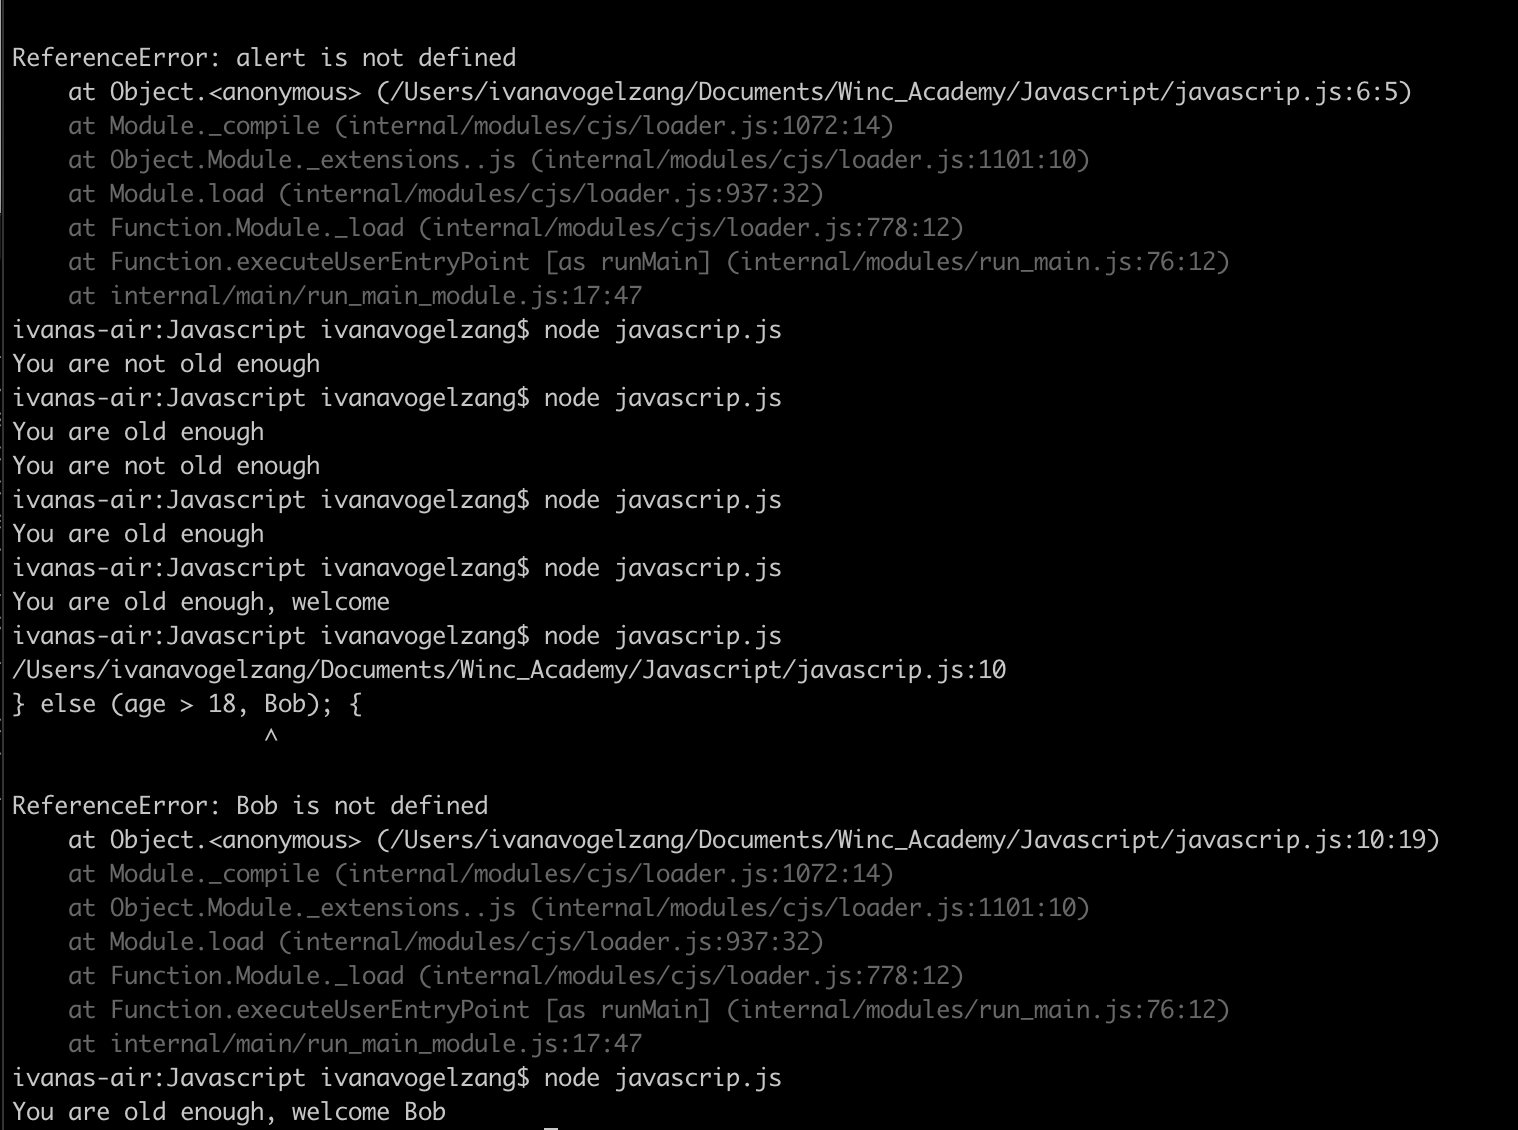 ReferenceError: alert is not defined
    at Object.<anonymous> (/Users/ivanavogelzang/Documents/Winc_Academy/Javascript/javascrip.js:6:5)
    at Module._compile (internal/modules/cjs/loader.js:1072:14)
    at Object.Module._extensions..js (internal/modules/cjs/loader.js:1101:10)
    at Module.load (internal/modules/cjs/loader.js:937:32)
    at Function.Module._load (internal/modules/cjs/loader.js:778:12)
    at Function.executeUserEntryPoint [as runMain] (internal/modules/run_main.js:76:12)
    at internal/main/run_main_module.js:17:47
ivanas-air:Javascript ivanavogelzang$ node javascrip.js
You are not old enough
ivanas-air:Javascript ivanavogelzang$ node javascrip.js
You are old enough
You are not old enough
ivanas-air:Javascript ivanavogelzang$ node javascrip.js
You are old enough
ivanas-air:Javascript ivanavogelzang$ node javascrip.js
You are old enough, welcome
ivanas-air:Javascript ivanavogelzang$ node javascrip.js
/Users/ivanavogelzang/Documents/Winc_Academy/Javascript/javascrip.js:10
} else (age > 18, Bob); {
                  ^
ReferenceError: Bob is not defined
    at Object.<anonymous> (/Users/ivanavogelzang/Documents/Winc_Academy/Javascript/javascrip.js:10:19)
    at Module._compile (internal/modules/cjs/loader.js:1072:14)
    at Object.Module._extensions..js (internal/modules/cjs/loader.js:1101:10)
    at Module.load (internal/modules/cjs/loader.js:937:32)
    at Function.Module._load (internal/modules/cjs/loader.js:778:12)
    at Function.executeUserEntryPoint [as runMain] (internal/modules/run_main.js:76:12)
    at internal/main/run_main_module.js:17:47
ivanas-air:Javascript ivanavogelzang$ node javascrip.js
You are old enough, welcome Bob